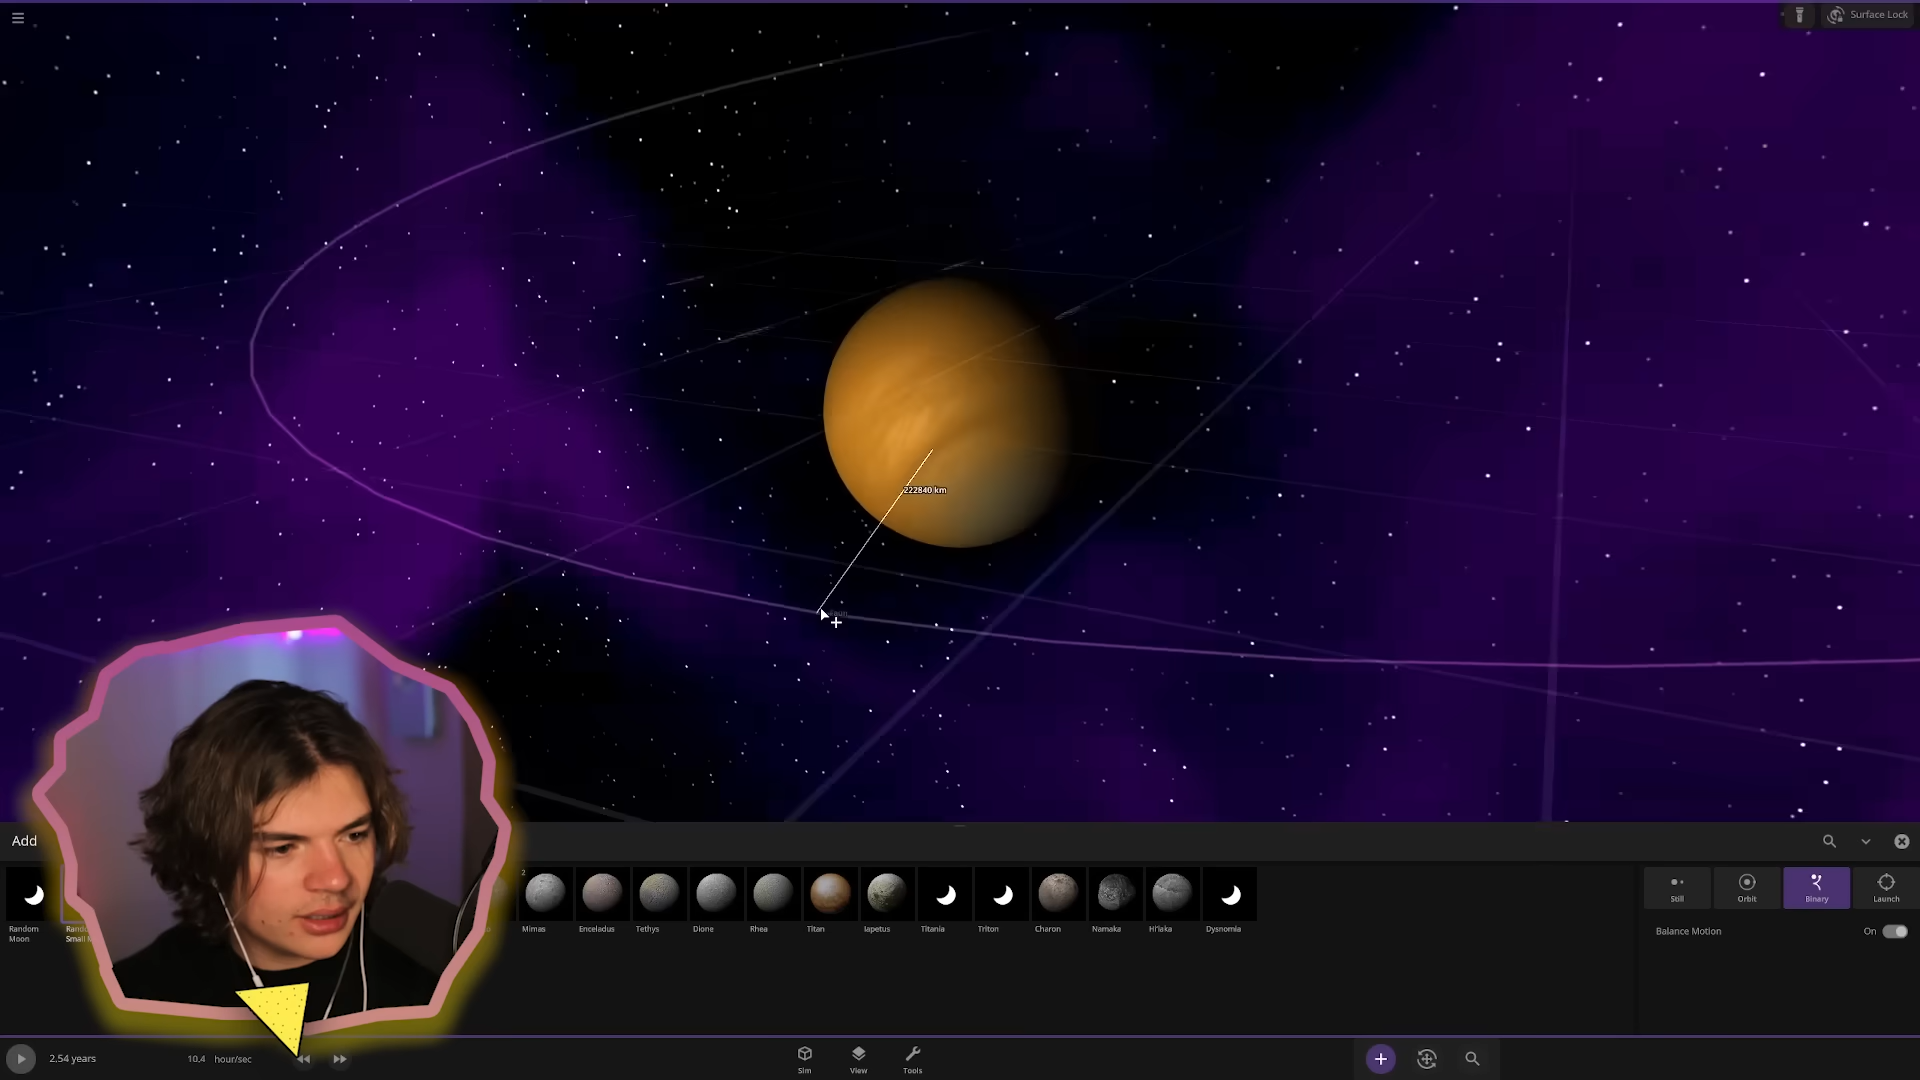 Surface Lock
222840 km
Add
Random
Moon
Small
2
Mimas
Enceladus
Tethys
Dione
Rhea
Titan
Iapetus
Titania
Triton
Charon
Namaka
Hi'iaka
Dysnomia
Still
Orbit
Binary
Launch
Balance Motion
On
2.54 years
10.4 hour/sec
Sim
View
Tools